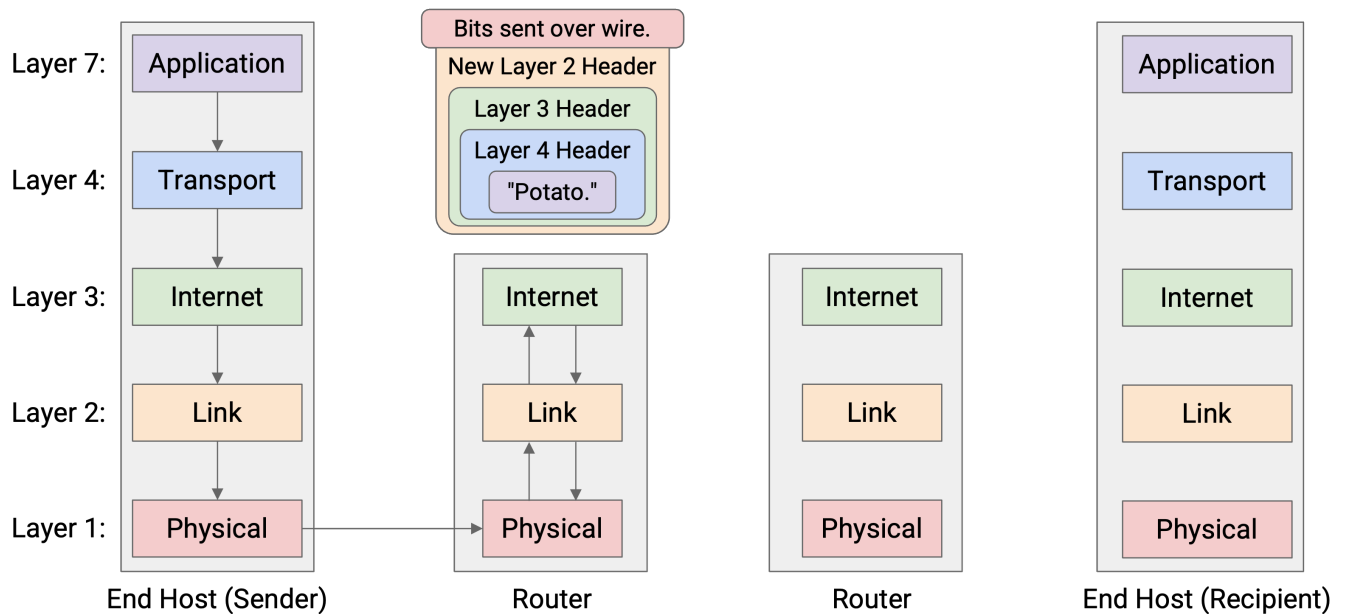 Layer 7:
Application
Bits sent over wire.
New Layer 2 Header
Layer 3 Header
Layer 4 Header
"Potato."
Application
Layer 4:
Transport
Transport
Layer 3:
Internet
Internet
Internet
Internet
Layer 2:
Link
Link
Link
Link
Layer 1:
Physical
Physical
Physical
Physical
End Host (Sender)
Router
Router
End Host (Recipient)